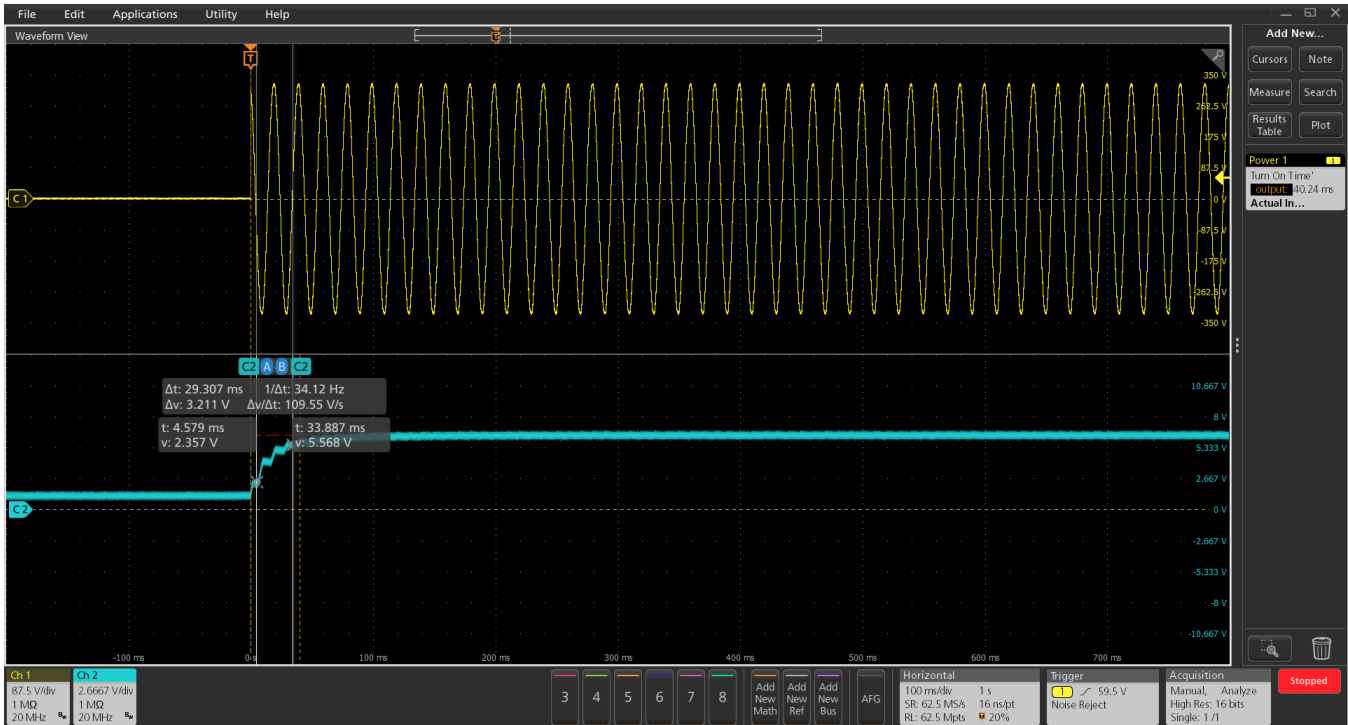 File Edit Applications Utility Help
Waveform View
Add New...
Cursors Note
Measure Search
Results Table Plot
Power 1 1
Turn On Time'
output: 40.24 ms
Actual In...
T
T
C 1
350 V
262.5 V
175 V
87.5 V
0 V
-87.5 V
-175 V
-262.5 V
-350 V
C2 A B C2
Δt: 29.307 ms 1/Δt: 34.12 Hz
Δv: 3.211 V Δv/Δt: 109.55 V/s
t: 4.579 ms t: 33.887 ms
v: 2.357 V v: 5.568 V
C 2
10.667 V
8 V
5.333 V
2.667 V
0 V
-2.667 V
-5.333 V
-8 V
-10.667 V
-100 ms 0 s 100 ms 200 ms 300 ms 400 ms 500 ms 600 ms 700 ms
Ch 1
87.5 V/div
1 MΩ
20 MHz Bw
Ch 2
2.6667 V/div
1 MΩ
20 MHz Bw
3 4 5 6 7 8
Add New Math
Add New Ref
Add New Bus
AFG
Horizontal
100 ms/div 1 s
SR: 62.5 MS/s 16 ns/pt
RL: 62.5 Mpts 20%
Trigger
1 59.5 V
Noise Reject
Acquisition
Manual, Analyze
High Res: 16 bits
Single: 1 /1
Stopped